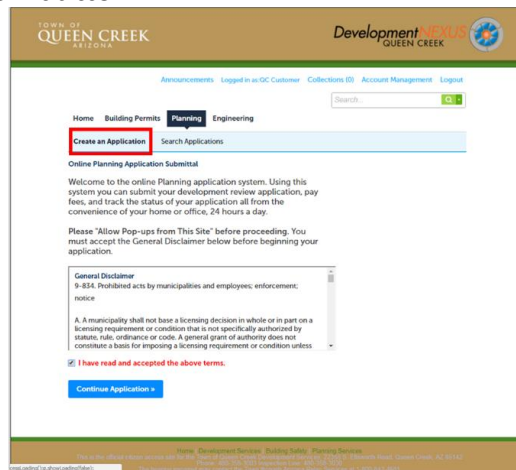 TOWN OF
QUEEN CREEK
ARIZONA
Development NEXUS
QUEEN CREEK
Announcements Logged in as:QC Customer Collections (0) Account Management Logout
Search...
Home Building Permits Planning Engineering
Create an Application Search Applications
Online Planning Application Submittal
Welcome to the online Planning application system. Using this
system you can submit your development review application, pay
fees, and track the status of your application all from the
convenience of your home or office, 24 hours a day.
Please "Allow Pop-ups from This Site" before proceeding. You
must accept the General Disclaimer below before beginning your
application.
General Disclaimer
9-834. Prohibited acts by municipalities and employees; enforcement;
notice
A. A municipality shall not base a licensing decision in whole or in part on a
licensing requirement or condition that is not specifically authorized by
statute, rule, ordinance or code. A general grant of authority does not
constitute a basis for imposing a licensing requirement or condition unless
I have read and accepted the above terms.
Continue Application »
Home Development Services Building Safety Planning Services